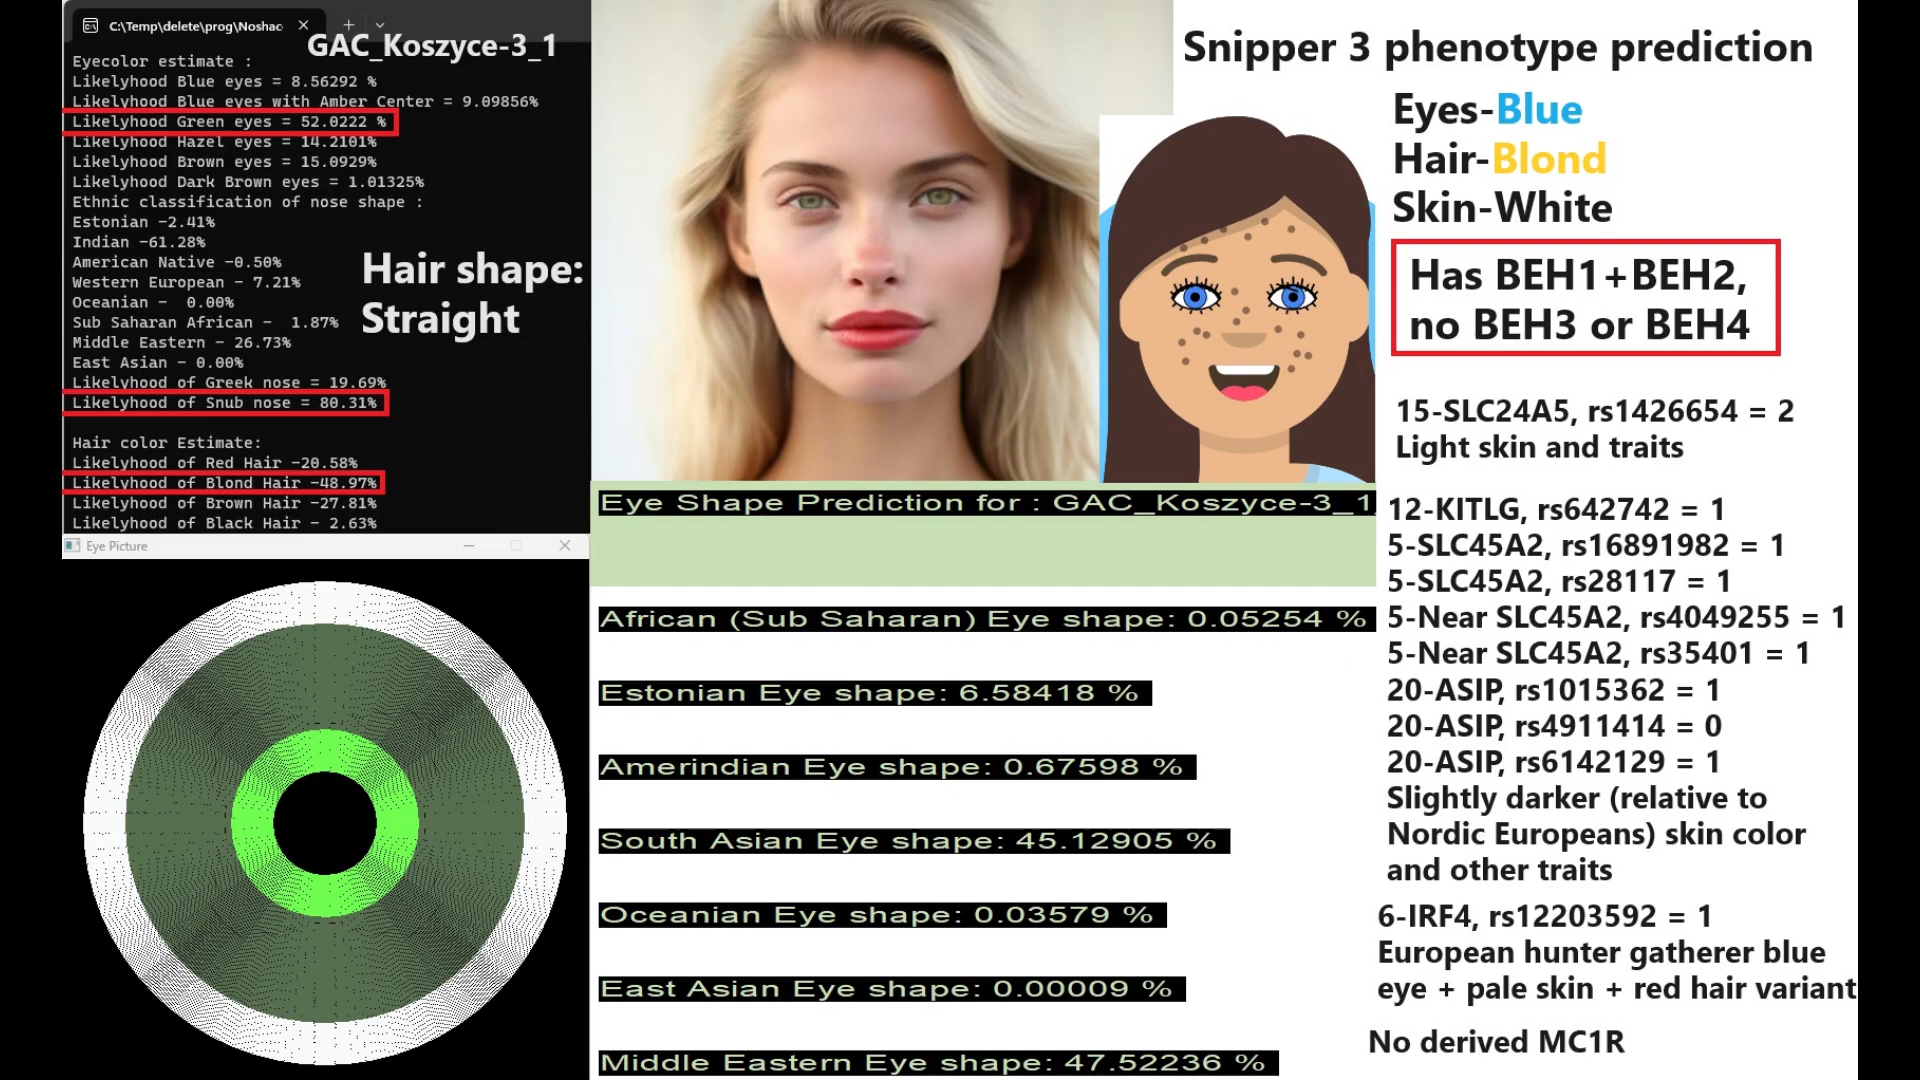 C:\Temp\delete\prog\Noshac
GAC_Koszyce-3_1
Eyecolor estimate :
Likelyhood Blue eyes = 8.56292 %
Likelyhood Blue eyes with Amber Center = 9.09856%
Likelyhood Green eyes = 52.0222 %
Likelyhood Hazel eyes = 14.2101%
Likelyhood Brown eyes = 15.0929%
Likelyhood Dark Brown eyes = 1.01325%
Ethnic classification of nose shape :
Estonian -2.41%
Indian -61.28%
American Native -0.50%
Western European - 7.21%
Oceanian -  0.00%
Sub Saharan African -  1.87%
Middle Eastern - 26.73%
East Asian - 0.00%
Likelyhood of Greek nose = 19.69%
Likelyhood of Snub nose = 80.31%
Hair color Estimate:
Likelyhood of Red Hair -20.58%
Likelyhood of Blond Hair -48.97%
Likelyhood of Brown Hair -27.81%
Likelyhood of Black Hair - 2.63%
Hair shape:
Straight
Eye Picture
Eye Shape Prediction for : GAC_Koszyce-3_1
African (Sub Saharan) Eye shape: 0.05254 %
Estonian Eye shape: 6.58418 %
Amerindian Eye shape: 0.67598 %
South Asian Eye shape: 45.12905 %
Oceanian Eye shape: 0.03579 %
East Asian Eye shape: 0.00009 %
Middle Eastern Eye shape: 47.52236 %
Snipper 3 phenotype prediction
Eyes-Blue
Hair-Blond
Skin-White
Has BEH1+BEH2,
no BEH3 or BEH4
15-SLC24A5, rs1426654 = 2
Light skin and traits
12-KITLG, rs642742 = 1
5-SLC45A2, rs16891982 = 1
5-SLC45A2, rs28117 = 1
5-Near SLC45A2, rs4049255 = 1
5-Near SLC45A2, rs35401 = 1
20-ASIP, rs1015362 = 1
20-ASIP, rs4911414 = 0
20-ASIP, rs6142129 = 1
Slightly darker (relative to
Nordic Europeans) skin color
and other traits
6-IRF4, rs12203592 = 1
European hunter gatherer blue
eye + pale skin + red hair variant
No derived MC1R